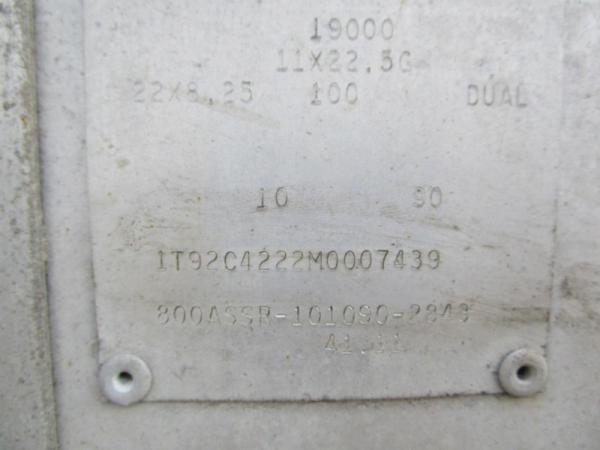 19000
11X22.5G
22X8.25 100 DUAL
10 90
1T92C4222M0007439
800ASSR-101090-2843